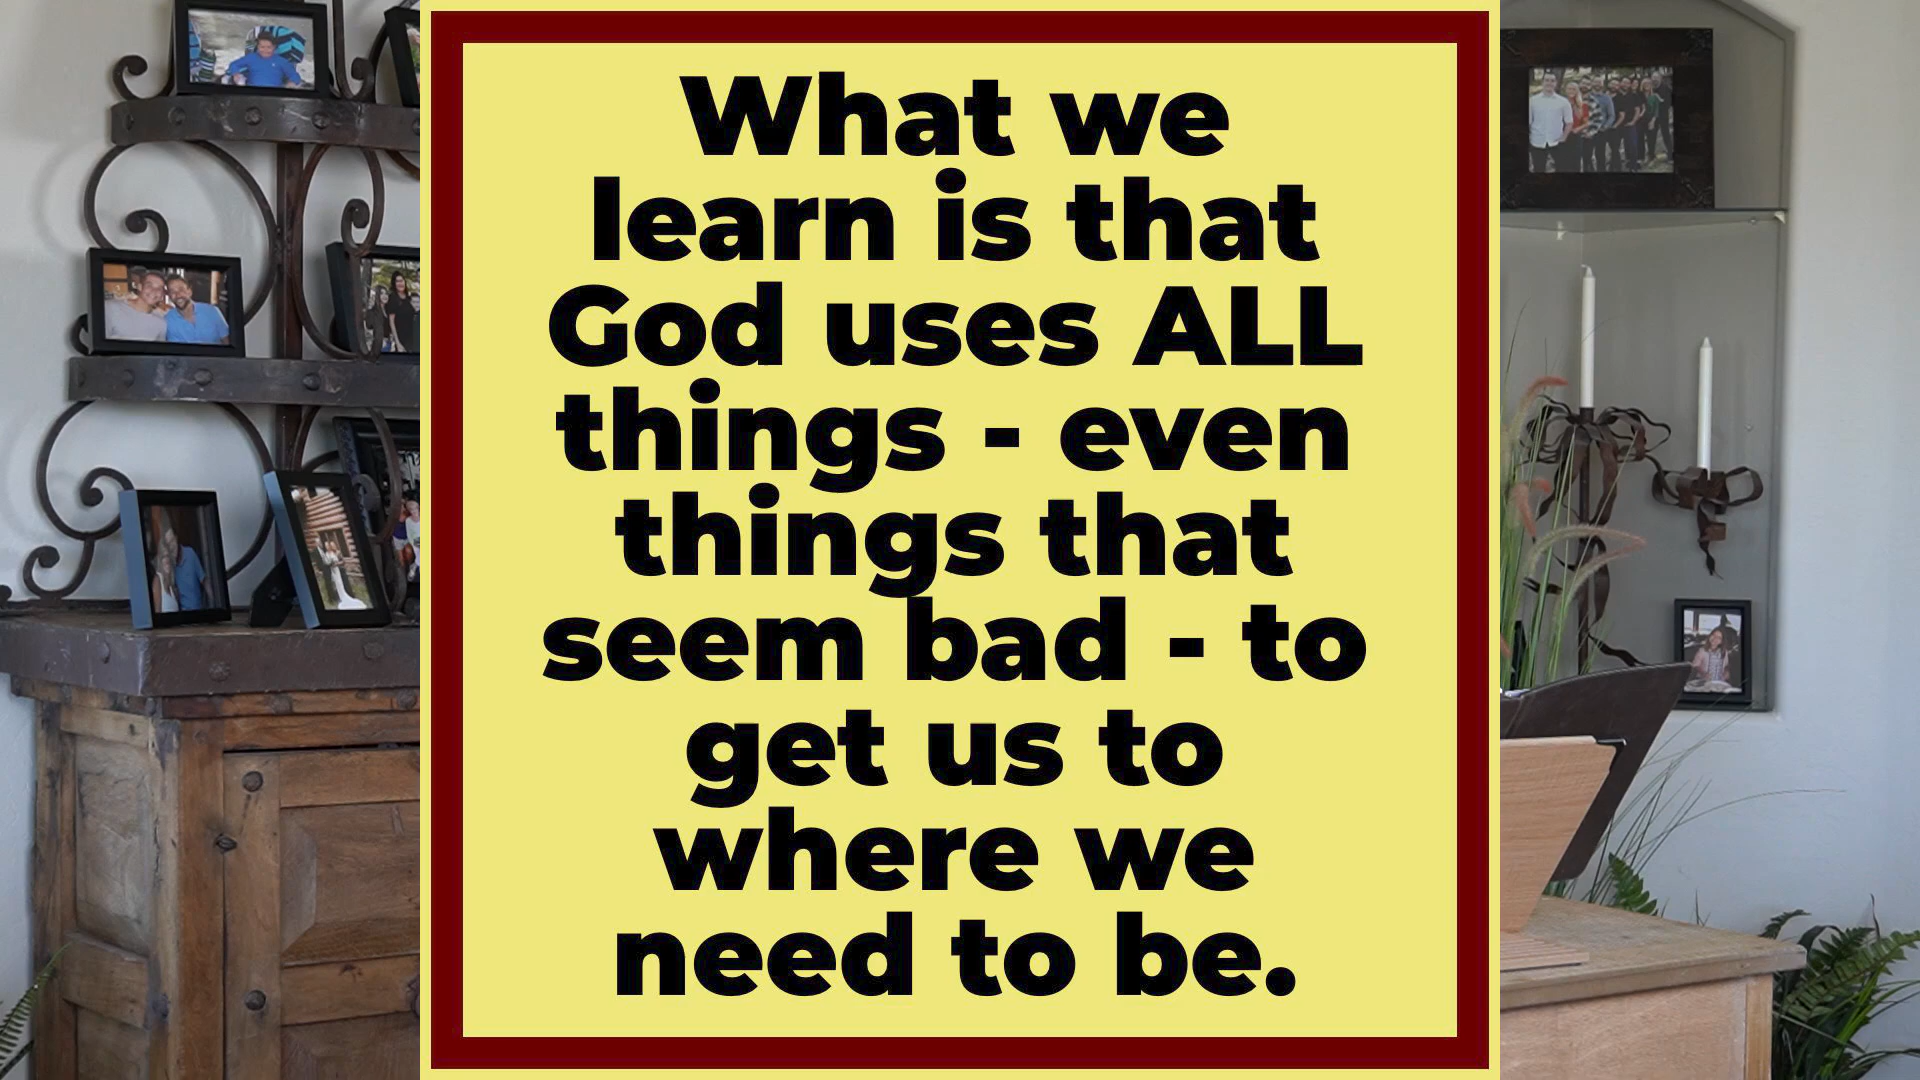 What we
learn is that
God uses ALL
things - even
things that
seem bad - to
get us to
where we
need to be.